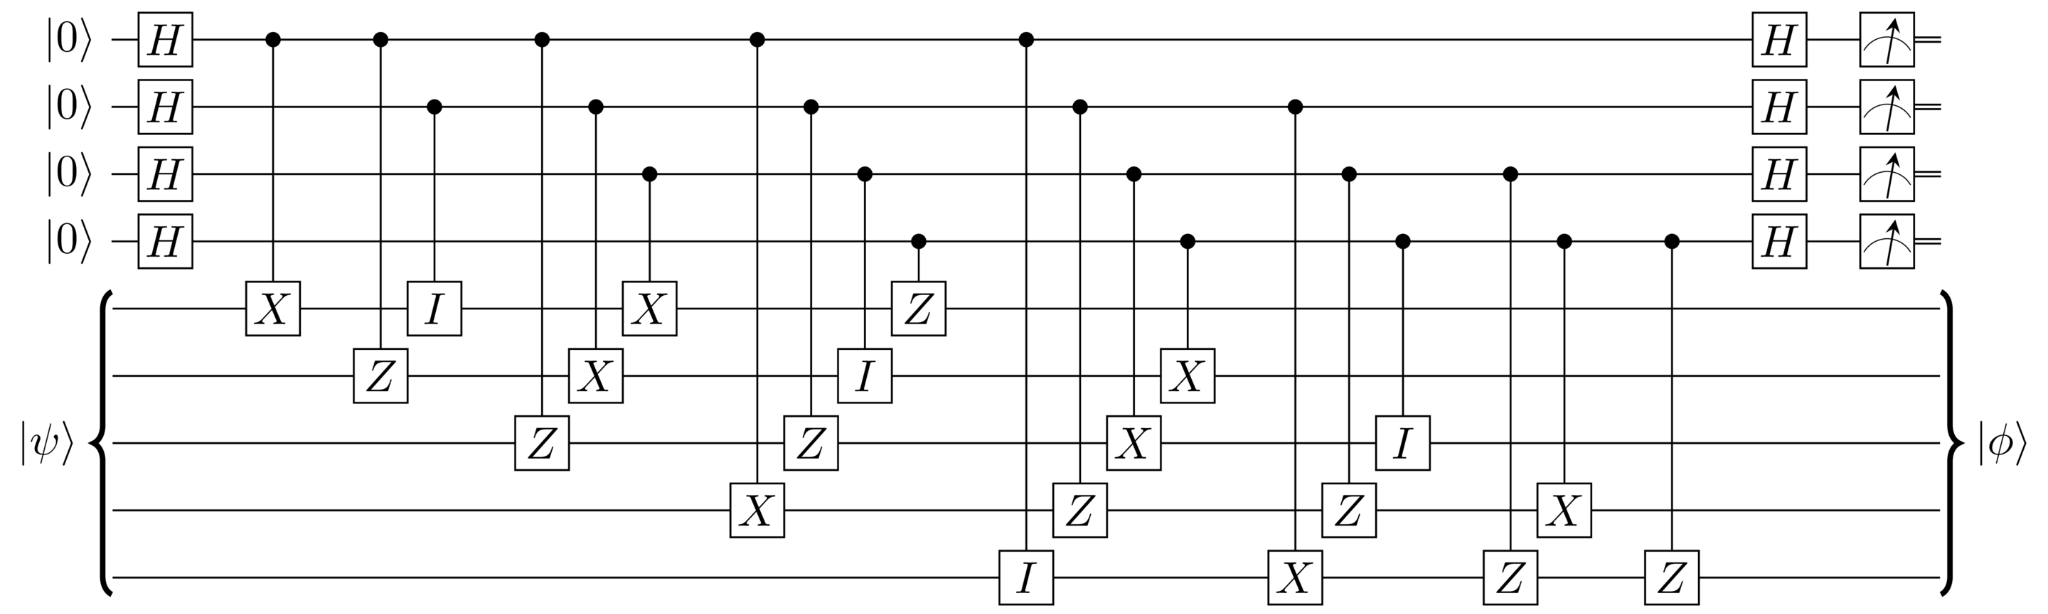 |0⟩ H H
|0⟩ H H
|0⟩ H H
|0⟩ H H
X I X Z
Z X I X
|ψ⟩ Z Z X I |ϕ⟩
X Z Z X
I X Z Z